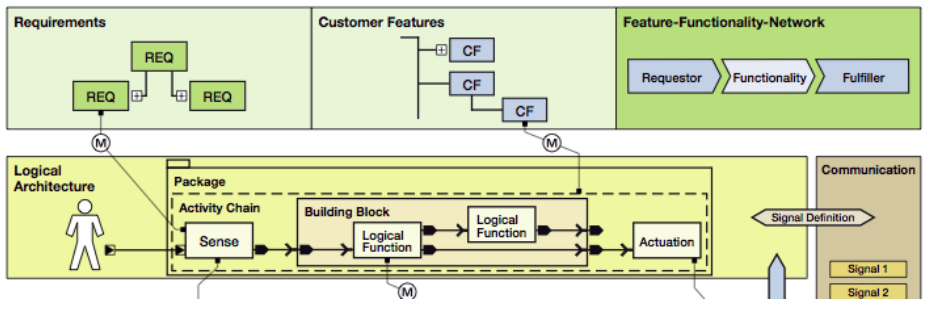 Requirements
REQ
REQ
REQ
Customer Features
CF
CF
CF
Feature-Functionality-Network
Requestor
Functionality
Fulfiller
M
M
Logical
Architecture
Package
Activity Chain
Sense
Building Block
Logical
Function
Logical
Function
Actuation
M
Communication
Signal Definition
Signal 1
Signal 2